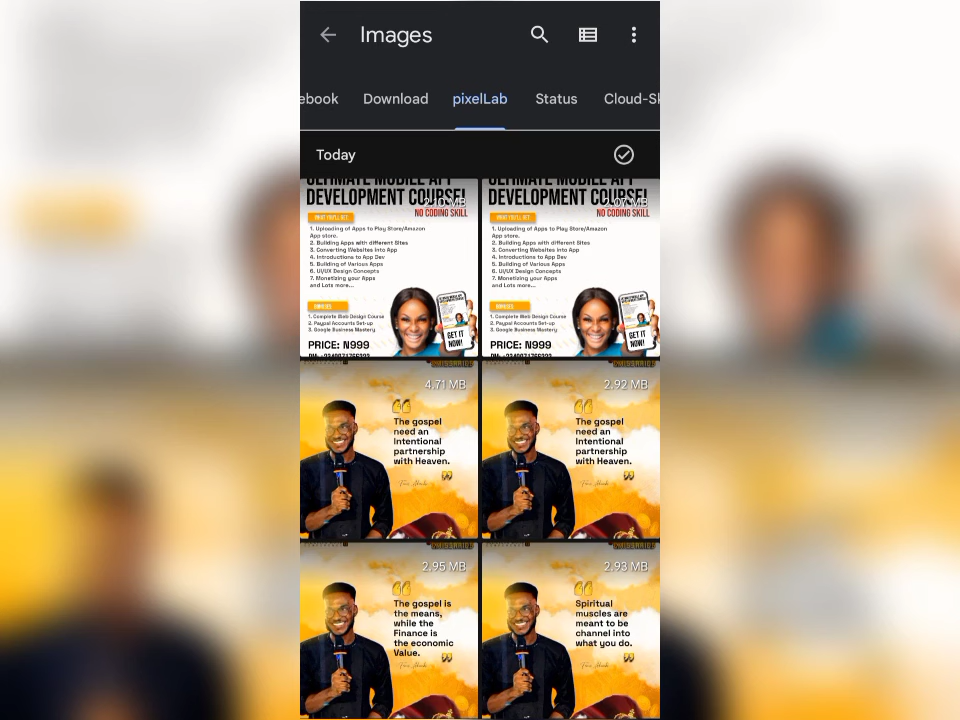 Images
ebook Download pixelLab Status Cloud-Sk
Today
ULTIMATE MOBILE APP
DEVELOPMENT COURSE!
2.10 MB
NO CODING SKILL
WHAT YOU'LL GET:
1. Uploading of Apps to Play Store/Amazon
App store.
2. Building Apps with different Sites
3. Converting Websites into App
4. Introductions to App Dev
5. Building of Various Apps
6. UI/UX Design Concepts
7. Monetizing your Apps
and Lots more...
BONUSES
1. Complete Web Design Course
2. Paypal Accounts Set-up
3. Google Business Mastery
GET IT
NOW!
PRICE: N999
ULTIMATE MOBILE APP
DEVELOPMENT COURSE!
2.07 MB
NO CODING SKILL
WHAT YOU'LL GET:
1. Uploading of Apps to Play Store/Amazon
App store.
2. Building Apps with different Sites
3. Converting Websites into App
4. Introductions to App Dev
5. Building of Various Apps
6. UI/UX Design Concepts
7. Monetizing your Apps
and Lots more...
BONUSES
1. Complete Web Design Course
2. Paypal Accounts Set-up
3. Google Business Mastery
GET IT
NOW!
PRICE: N999
4.71 MB
The gospel
need an
Intentional
partnership
with Heaven.
2.92 MB
The gospel
need an
Intentional
partnership
with Heaven.
2.95 MB
The gospel is
the means,
while the
Finance is
the economic
Value.
2.93 MB
Spiritual
muscles are
meant to be
channel into
what you do.